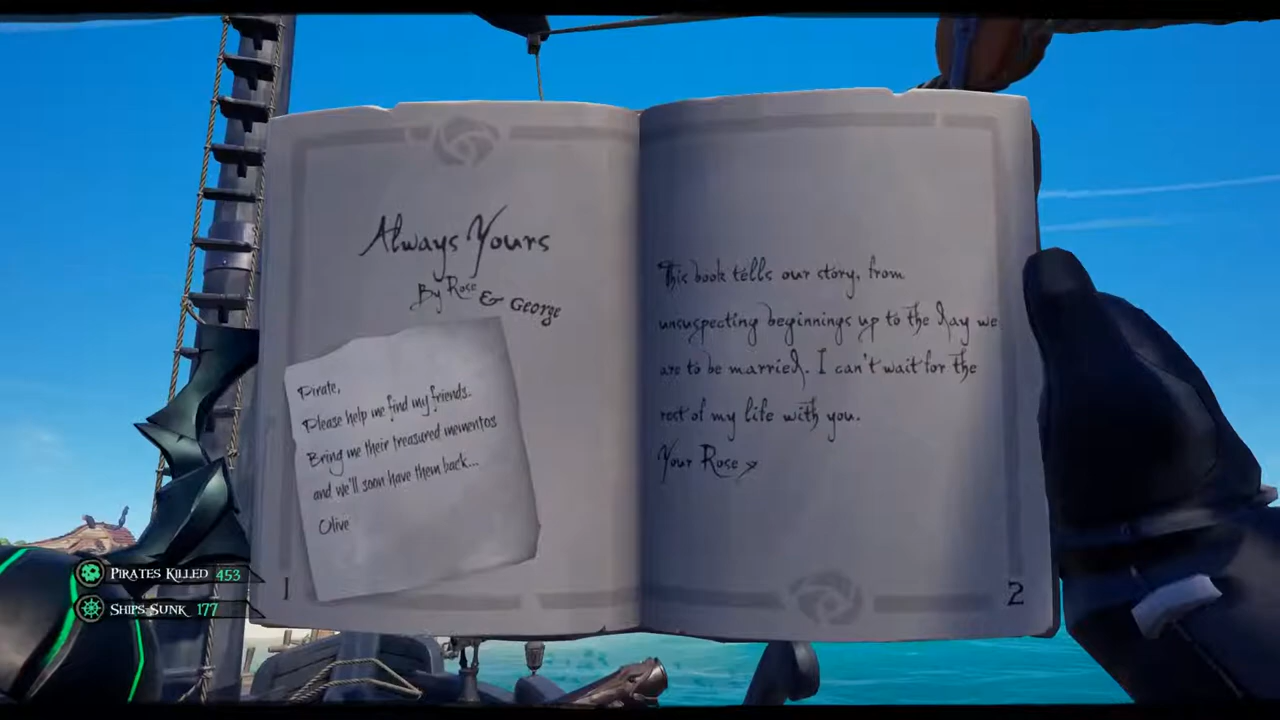 Always Yours
By Rose & George
Pirate,
Please help me find my friends.
Bring me their treasured mementos
and we'll soon have them back...
Olive
1
This book tells our story, from
unsuspecting beginnings up to the day we
are to be married. I can't wait for the
rest of my life with you.
Your Rose x
2
Pirates Killed 453
Ships Sunk 177